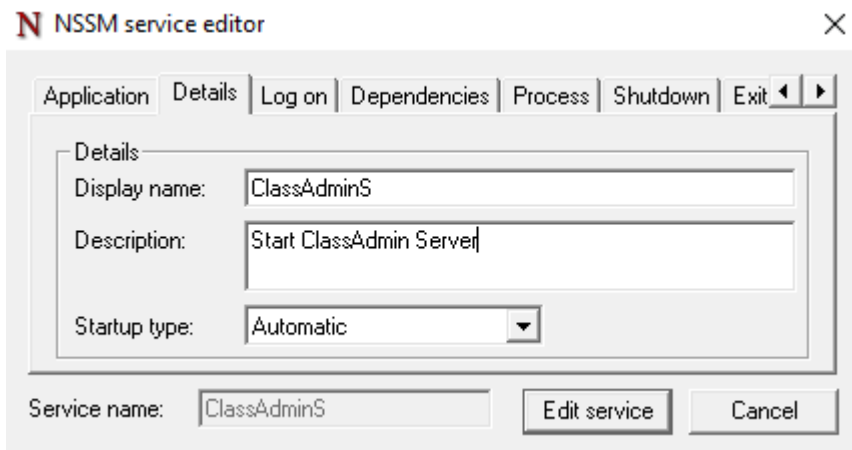 N NSSM service editor
Application Details Log on Dependencies Process Shutdown Exit
Details
Display name: ClassAdminS
Description: Start ClassAdmin Server
Startup type: Automatic
Service name: ClassAdminS Edit service Cancel